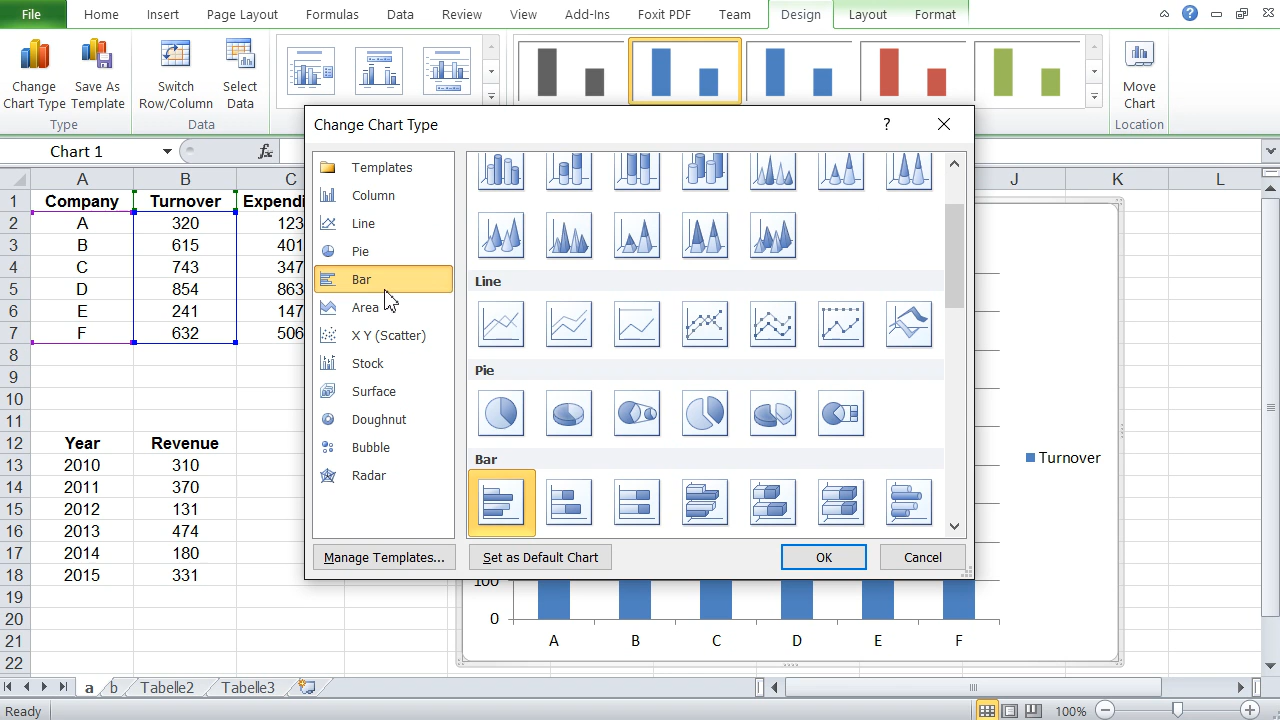 File Home Insert Page Layout Formulas Data Review View Add-Ins Foxit PDF Team Design Layout Format ?
Change Chart Type
Save As Template
Switch Row/Column
Select Data
Move Chart
Type Data Location
Chart 1 fx
Change Chart Type ?
A B C J K L
1 Company Turnover Expendi
2 A 320 123
3 B 615 401
4 C 743 347
5 D 854 863
6 E 241 147
7 F 632 506
8
9
10
11
12 Year Revenue
13 2010 310
14 2011 370
15 2012 131
16 2013 474
17 2014 180
18 2015 331
19
20
21
22
Templates
Column
Line
Pie
Bar
Area
X Y (Scatter)
Stock
Surface
Doughnut
Bubble
Radar
Line
Pie
Bar
Manage Templates... Set as Default Chart OK Cancel
Turnover
100
0
A B C D E F
a b Tabelle2 Tabelle3
Ready 100%